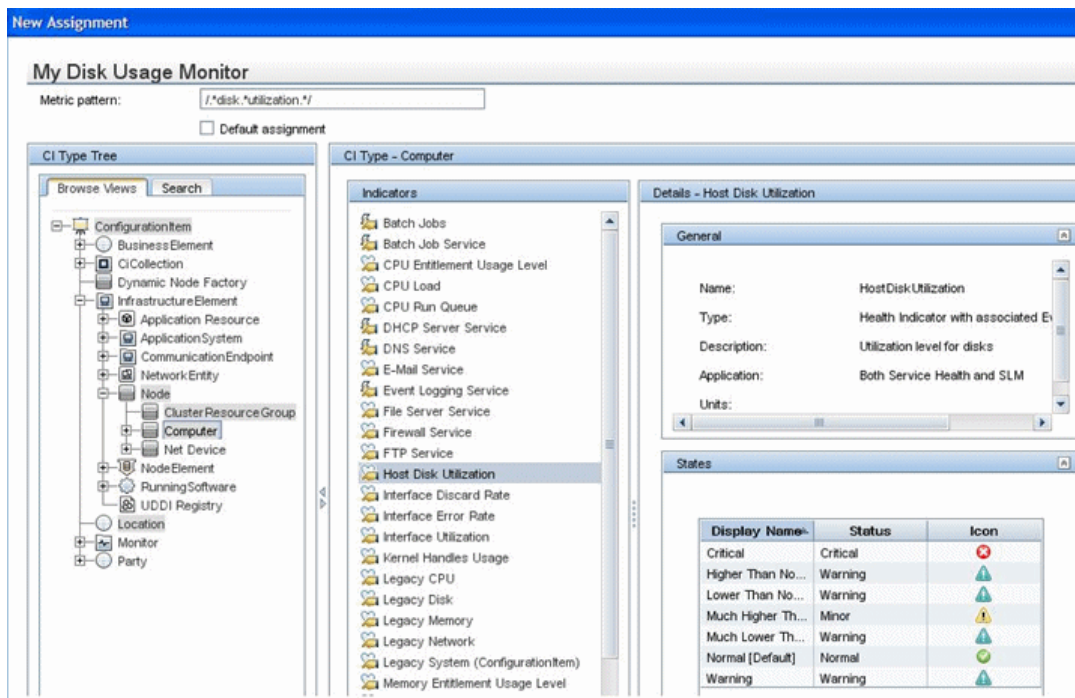 New Assignment
My Disk Usage Monitor
Metric pattern:
/.*disk.*utilization.*/
Default assignment
CI Type Tree
Browse Views
Search
ConfigurationItem
BusinessElement
CiCollection
Dynamic Node Factory
InfrastructureElement
Application Resource
ApplicationSystem
CommunicationEndpoint
NetworkEntity
Node
ClusterResourceGroup
Computer
Net Device
NodeElement
RunningSoftware
UDDI Registry
Location
Monitor
Party
CI Type - Computer
Indicators
Batch Jobs
Batch Job Service
CPU Entitlement Usage Level
CPU Load
CPU Run Queue
DHCP Server Service
DNS Service
E-Mail Service
Event Logging Service
File Server Service
Firewall Service
FTP Service
Host Disk Utilization
Interface Discard Rate
Interface Error Rate
Interface Utilization
Kernel Handles Usage
Legacy CPU
Legacy Disk
Legacy Memory
Legacy Network
Legacy System (ConfigurationItem)
Memory Entitlement Usage Level
Details - Host Disk Utilization
General
Name: HostDiskUtilization
Type: Health Indicator with associated Ev
Description: Utilization level for disks
Application: Both Service Health and SLM
Units:
States
Display Name Status Icon
Critical Critical
Higher Than No... Warning
Lower Than No... Warning
Much Higher Th... Minor
Much Lower Th... Warning
Normal [Default] Normal
Warning Warning